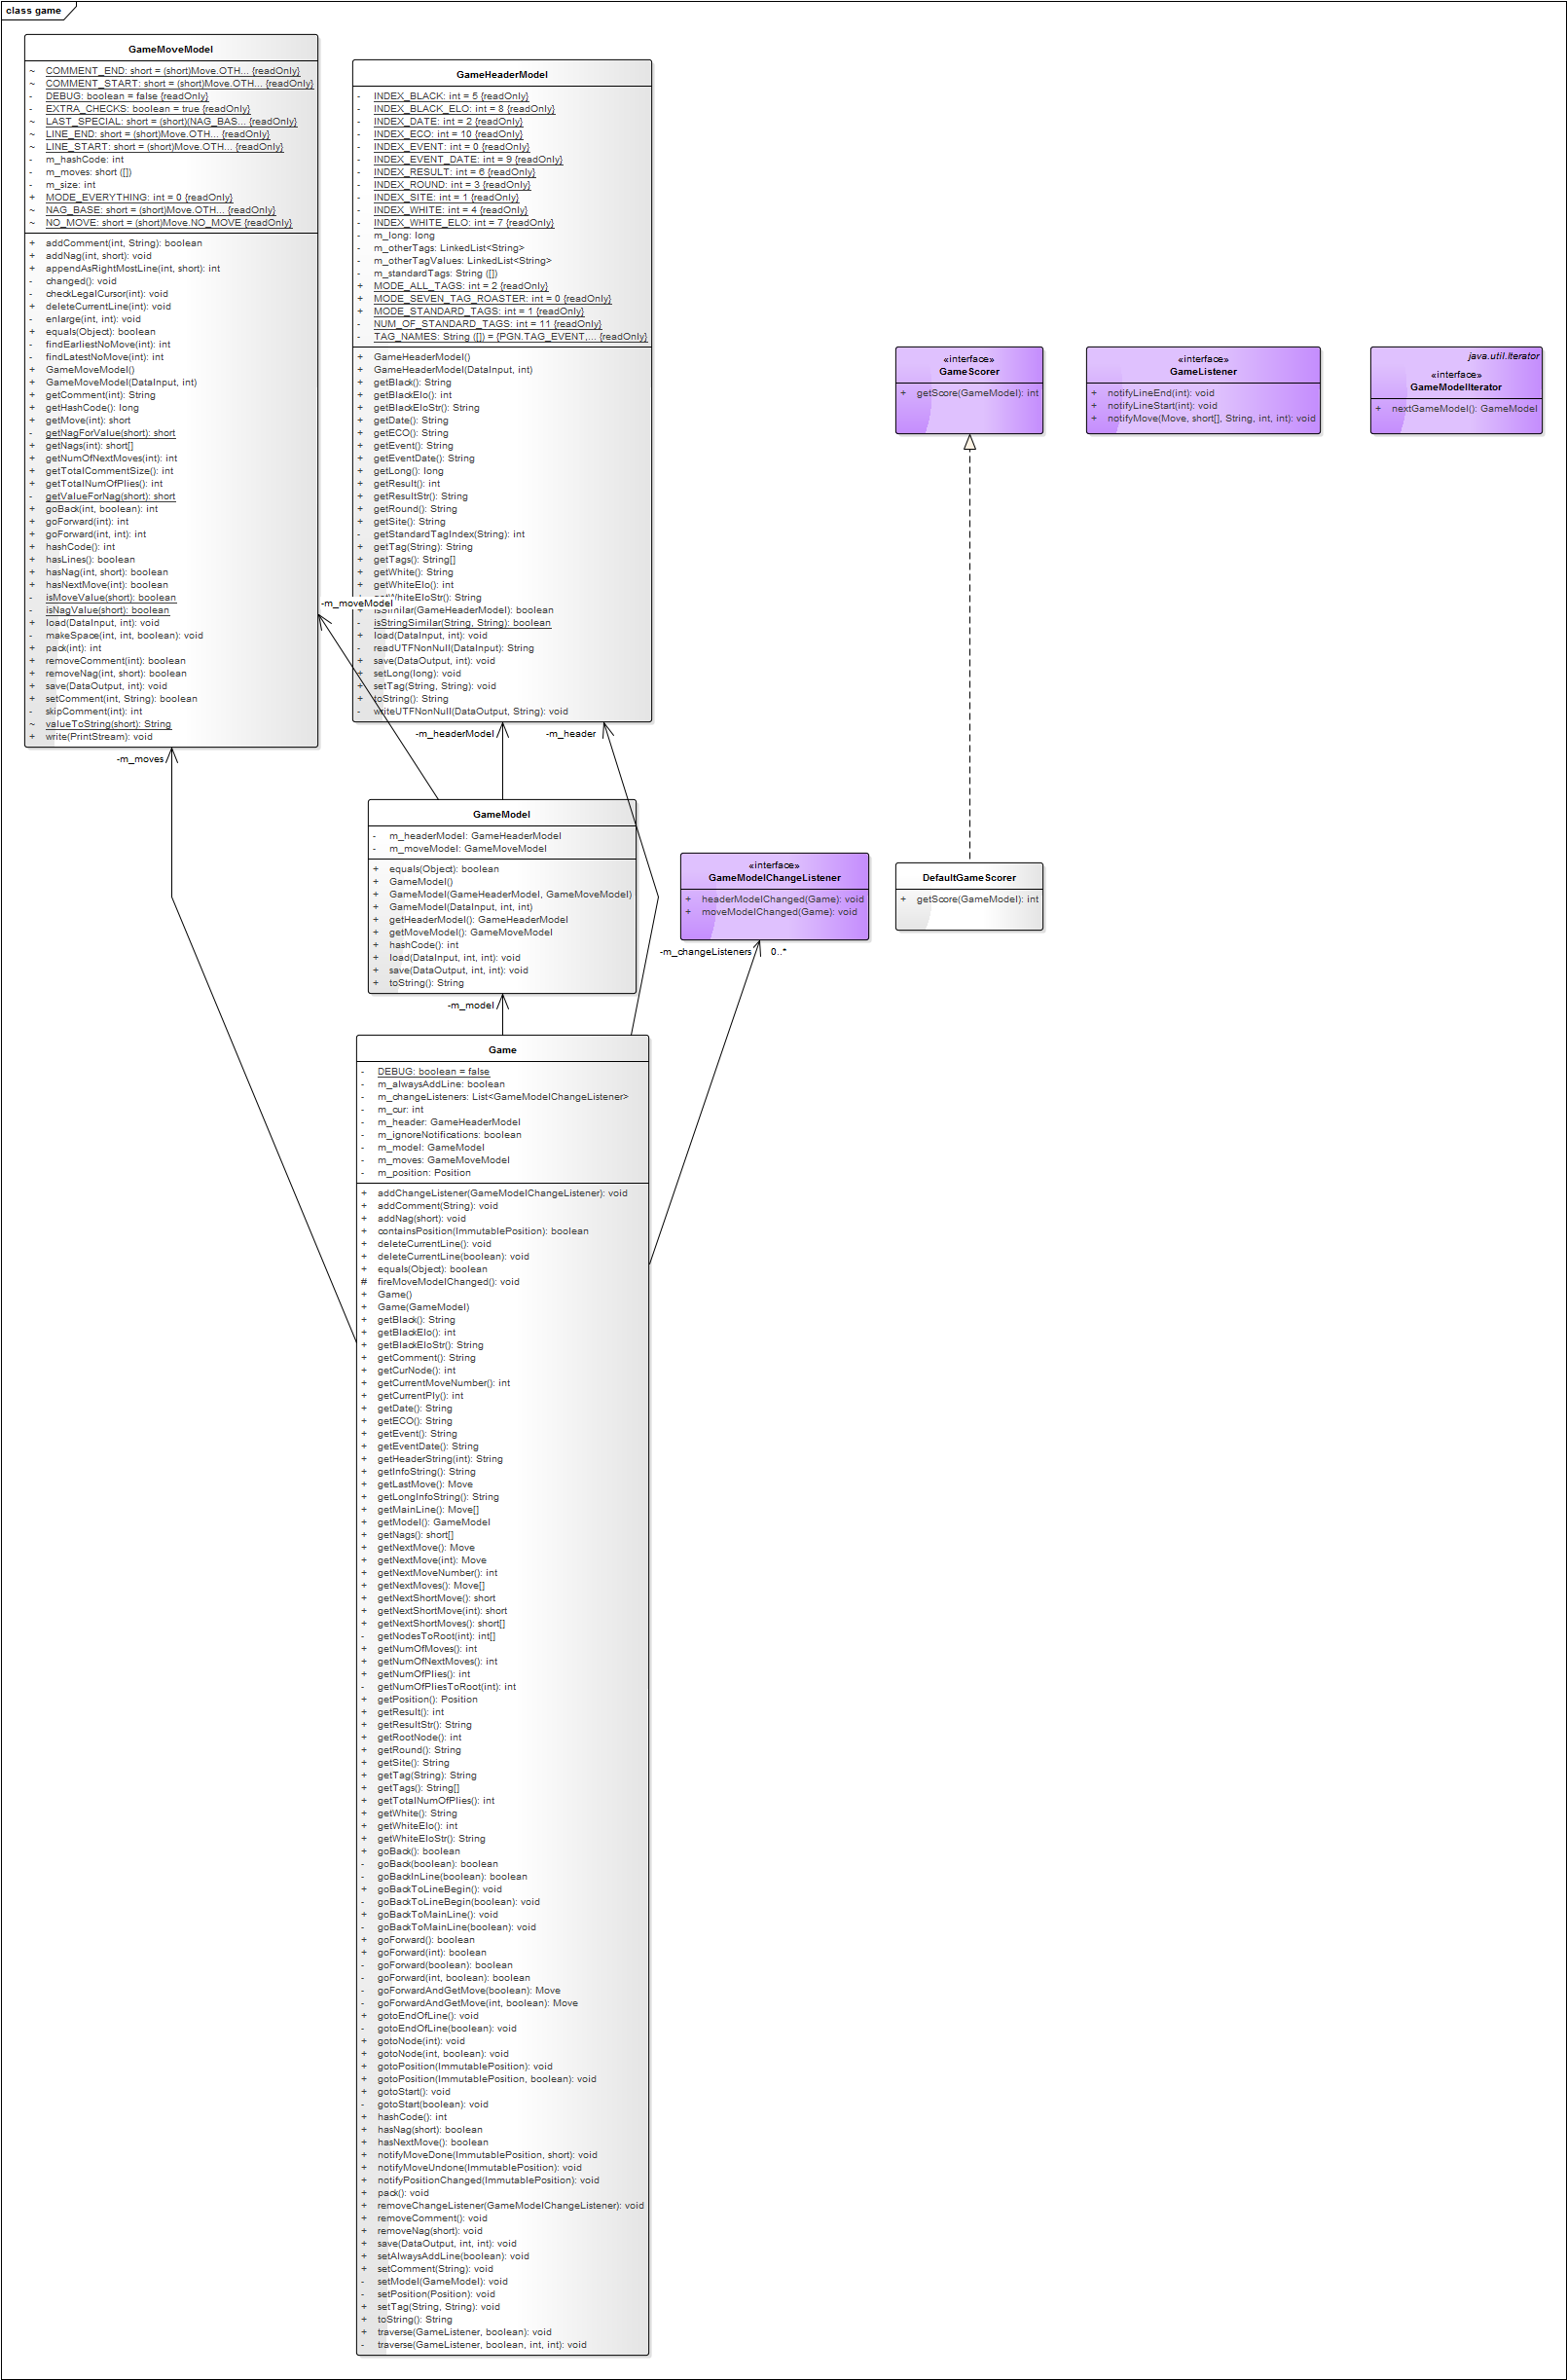 class game
GameMoveModel
~ COMMENT_END: short = (short)Move.OTH... {readOnly}
~ COMMENT_START: short = (short)Move.OTH... {readOnly}
- DEBUG: boolean = false {readOnly}
- EXTRA_CHECKS: boolean = true {readOnly}
~ LAST_SPECIAL: short = (short)(NAG_BAS... {readOnly}
~ LINE_END: short = (short)Move.OTH... {readOnly}
~ LINE_START: short = (short)Move.OTH... {readOnly}
- m_hashCode: int
- m_moves: short ([])
- m_size: int
+ MODE_EVERYTHING: int = 0 {readOnly}
~ NAG_BASE: short = (short)Move.OTH... {readOnly}
~ NO_MOVE: short = (short)Move.NO_MOVE {readOnly}
+ addComment(int, String): boolean
+ addNag(int, short): void
+ appendAsRightMostLine(int, short): int
- changed(): void
- checkLegalCursor(int): void
+ deleteCurrentLine(int): void
- enlarge(int, int): void
+ equals(Object): boolean
- findEarliestNoMove(int): int
- findLatestNoMove(int): int
+ GameMoveModel()
+ GameMoveModel(DataInput, int)
+ getComment(int): String
+ getHashCode(): long
+ getMove(int): short
- getNagForValue(short): short
+ getNags(int): short[]
+ getNumOfNextMoves(int): int
+ getTotalCommentSize(): int
+ getTotalNumOfPlies(): int
- getValueForNag(short): short
+ goBack(int, boolean): int
+ goForward(int): int
+ goForward(int, int): int
+ hashCode(): int
+ hasLines(): boolean
+ hasNag(int, short): boolean
+ hasNextMove(int): boolean
- isMoveValue(short): boolean
- isNagValue(short): boolean
+ load(DataInput, int): void
- makeSpace(int, int, boolean): void
+ pack(int): int
+ removeComment(int): boolean
+ removeNag(int, short): boolean
+ save(DataOutput, int): void
+ setComment(int, String): boolean
- skipComment(int): int
~ valueToString(short): String
+ write(PrintStream): void
GameHeaderModel
- INDEX_BLACK: int = 5 {readOnly}
- INDEX_BLACK_ELO: int = 8 {readOnly}
- INDEX_DATE: int = 2 {readOnly}
- INDEX_ECO: int = 10 {readOnly}
- INDEX_EVENT: int = 0 {readOnly}
- INDEX_EVENT_DATE: int = 9 {readOnly}
- INDEX_RESULT: int = 6 {readOnly}
- INDEX_ROUND: int = 3 {readOnly}
- INDEX_SITE: int = 1 {readOnly}
- INDEX_WHITE: int = 4 {readOnly}
- INDEX_WHITE_ELO: int = 7 {readOnly}
- m_long: long
- m_otherTags: LinkedList<String>
- m_otherTagValues: LinkedList<String>
- m_standardTags: String ([])
+ MODE_ALL_TAGS: int = 2 {readOnly}
+ MODE_SEVEN_TAG_ROASTER: int = 0 {readOnly}
+ MODE_STANDARD_TAGS: int = 1 {readOnly}
- NUM_OF_STANDARD_TAGS: int = 11 {readOnly}
- TAG_NAMES: String ([]) = {PGN.TAG_EVENT,... {readOnly}
+ GameHeaderModel()
+ GameHeaderModel(DataInput, int)
+ getBlack(): String
+ getBlackElo(): int
+ getBlackEloStr(): String
+ getDate(): String
+ getECO(): String
+ getEvent(): String
+ getEventDate(): String
+ getLong(): long
+ getResult(): int
+ getResultStr(): String
+ getRound(): String
+ getSite(): String
- getStandardTagIndex(String): int
+ getTag(String): String
+ getTags(): String[]
+ getWhite(): String
+ getWhiteElo(): int
getWhiteEloStr(): String
-m_moveModel
+ isSimilar(GameHeaderModel): boolean
- isStringSimilar(String, String): boolean
+ load(DataInput, int): void
- readUTFNonNull(DataInput): String
+ save(DataOutput, int): void
+ setLong(long): void
+ setTag(String, String): void
+ toString(): String
- writeUTFNonNull(DataOutput, String): void
«interface»
GameScorer
+ getScore(GameModel): int
«interface»
GameListener
+ notifyLineEnd(int): void
+ notifyLineStart(int): void
+ notifyMove(Move, short[], String, int, int): void
java.util.Iterator
«interface»
GameModelIterator
+ nextGameModel(): GameModel
-m_moves
-m_headerModel
-m_header
GameModel
- m_headerModel: GameHeaderModel
- m_moveModel: GameMoveModel
+ equals(Object): boolean
+ GameModel()
+ GameModel(GameHeaderModel, GameMoveModel)
+ GameModel(DataInput, int, int)
+ getHeaderModel(): GameHeaderModel
+ getMoveModel(): GameMoveModel
+ hashCode(): int
+ load(DataInput, int, int): void
+ save(DataOutput, int, int): void
+ toString(): String
«interface»
GameModelChangeListener
+ headerModelChanged(Game): void
+ moveModelChanged(Game): void
DefaultGameScorer
+ getScore(GameModel): int
-m_changeListeners 0..*
-m_model
Game
- DEBUG: boolean = false
- m_alwaysAddLine: boolean
- m_changeListeners: List<GameModelChangeListener>
- m_cur: int
- m_header: GameHeaderModel
- m_ignoreNotifications: boolean
- m_model: GameModel
- m_moves: GameMoveModel
- m_position: Position
+ addChangeListener(GameModelChangeListener): void
+ addComment(String): void
+ addNag(short): void
+ containsPosition(ImmutablePosition): boolean
+ deleteCurrentLine(): void
+ deleteCurrentLine(boolean): void
+ equals(Object): boolean
# fireMoveModelChanged(): void
+ Game()
+ Game(GameModel)
+ getBlack(): String
+ getBlackElo(): int
+ getBlackEloStr(): String
+ getComment(): String
+ getCurNode(): int
+ getCurrentMoveNumber(): int
+ getCurrentPly(): int
+ getDate(): String
+ getECO(): String
+ getEvent(): String
+ getEventDate(): String
+ getHeaderString(int): String
+ getInfoString(): String
+ getLastMove(): Move
+ getLongInfoString(): String
+ getMainLine(): Move[]
+ getModel(): GameModel
+ getNags(): short[]
+ getNextMove(): Move
+ getNextMove(int): Move
+ getNextMoveNumber(): int
+ getNextMoves(): Move[]
+ getNextShortMove(): short
+ getNextShortMove(int): short
+ getNextShortMoves(): short[]
- getNodesToRoot(int): int[]
+ getNumOfMoves(): int
+ getNumOfNextMoves(): int
+ getNumOfPlies(): int
- getNumOfPliesToRoot(int): int
+ getPosition(): Position
+ getResult(): int
+ getResultStr(): String
+ getRootNode(): int
+ getRound(): String
+ getSite(): String
+ getTag(String): String
+ getTags(): String[]
+ getTotalNumOfPlies(): int
+ getWhite(): String
+ getWhiteElo(): int
+ getWhiteEloStr(): String
+ goBack(): boolean
- goBack(boolean): boolean
- goBackInLine(boolean): boolean
+ goBackToLineBegin(): void
- goBackToLineBegin(boolean): void
+ goBackToMainLine(): void
- goBackToMainLine(boolean): void
+ goForward(): boolean
+ goForward(int): boolean
- goForward(boolean): boolean
- goForward(int, boolean): boolean
- goForwardAndGetMove(boolean): Move
- goForwardAndGetMove(int, boolean): Move
+ gotoEndOfLine(): void
- gotoEndOfLine(boolean): void
+ gotoNode(int): void
+ gotoNode(int, boolean): void
+ gotoPosition(ImmutablePosition): void
+ gotoPosition(ImmutablePosition, boolean): void
+ gotoStart(): void
- gotoStart(boolean): void
+ hashCode(): int
+ hasNag(short): boolean
+ hasNextMove(): boolean
+ notifyMoveDone(ImmutablePosition, short): void
+ notifyMoveUndone(ImmutablePosition): void
+ notifyPositionChanged(ImmutablePosition): void
+ pack(): void
+ removeChangeListener(GameModelChangeListener): void
+ removeComment(): void
+ removeNag(short): void
+ save(DataOutput, int, int): void
+ setAlwaysAddLine(boolean): void
+ setComment(String): void
- setModel(GameModel): void
- setPosition(Position): void
+ setTag(String, String): void
+ toString(): String
+ traverse(GameListener, boolean): void
- traverse(GameListener, boolean, int, int): void